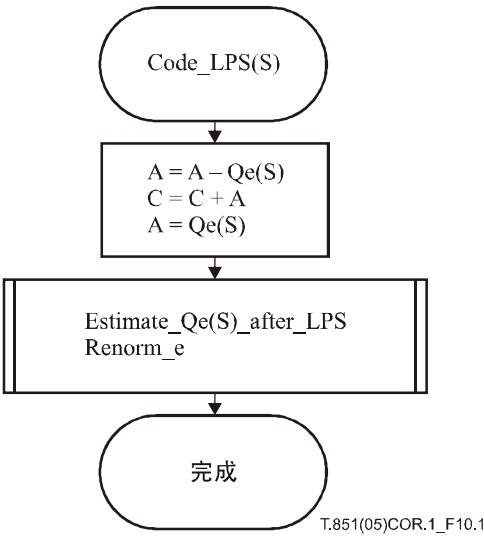 Code_LPS(S)
A = A – Qe(S)
C = C + A
A = Qe(S)
Estimate_Qe(S)_after_LPS
Renorm_e
完成
T.851(05)COR.1_F10.1